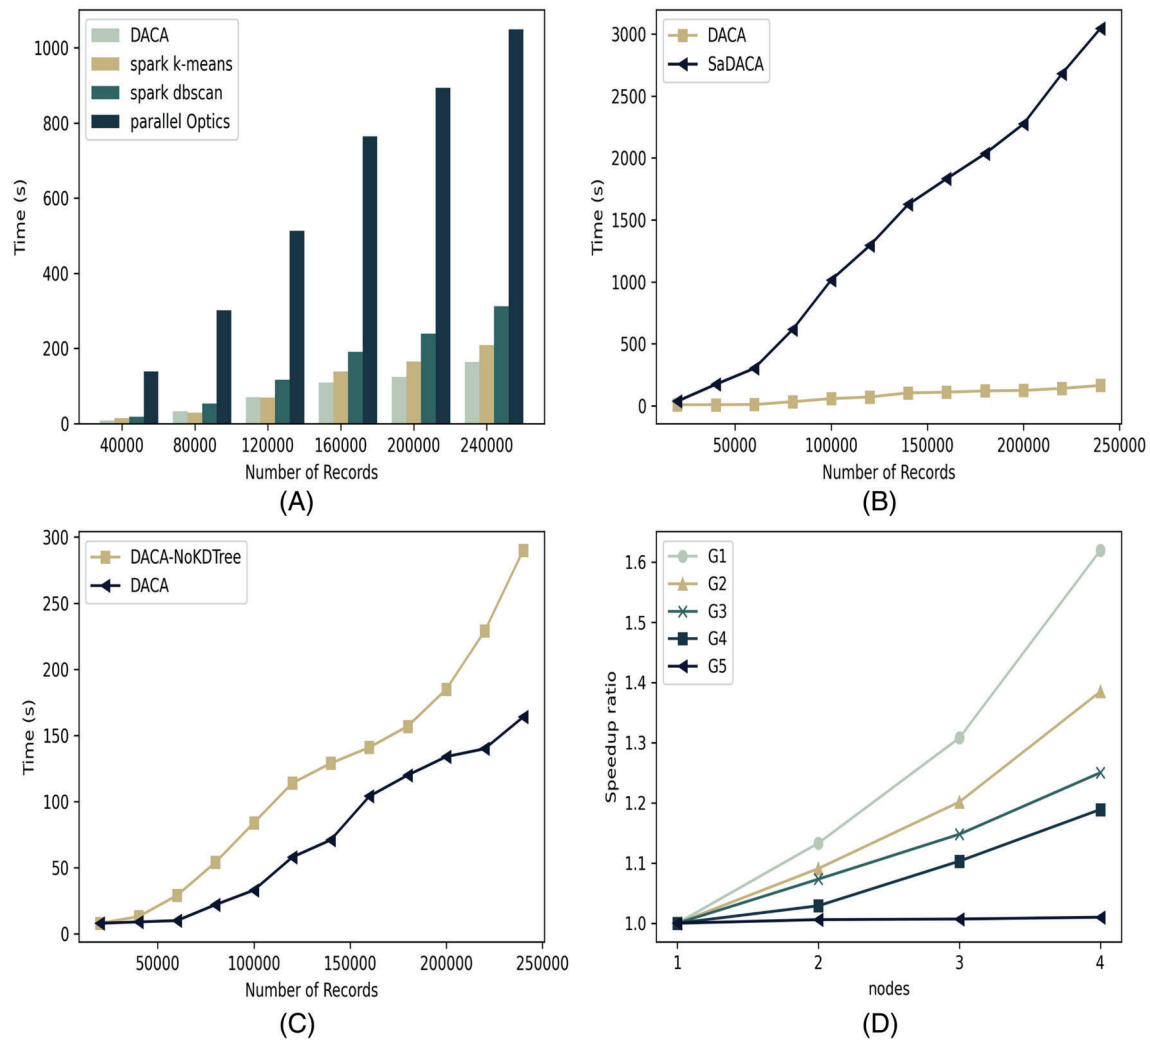 DACA
spark k-means
spark dbscan
parallel Optics
1000
800
600
400
200
0
Time (s)
40000 80000 120000 160000 200000 240000
Number of Records
(A)
DACA
SaDACA
3000
2500
2000
1500
1000
500
0
Time (s)
50000 100000 150000 200000 250000
Number of Records
(B)
DACA-NoKDTree
DACA
300
250
200
150
100
50
0
Time (s)
50000 100000 150000 200000 250000
Number of Records
(C)
G1
G2
G3
G4
G5
1.6
1.5
1.4
1.3
1.2
1.1
1.0
Speedup ratio
1 2 3 4
nodes
(D)